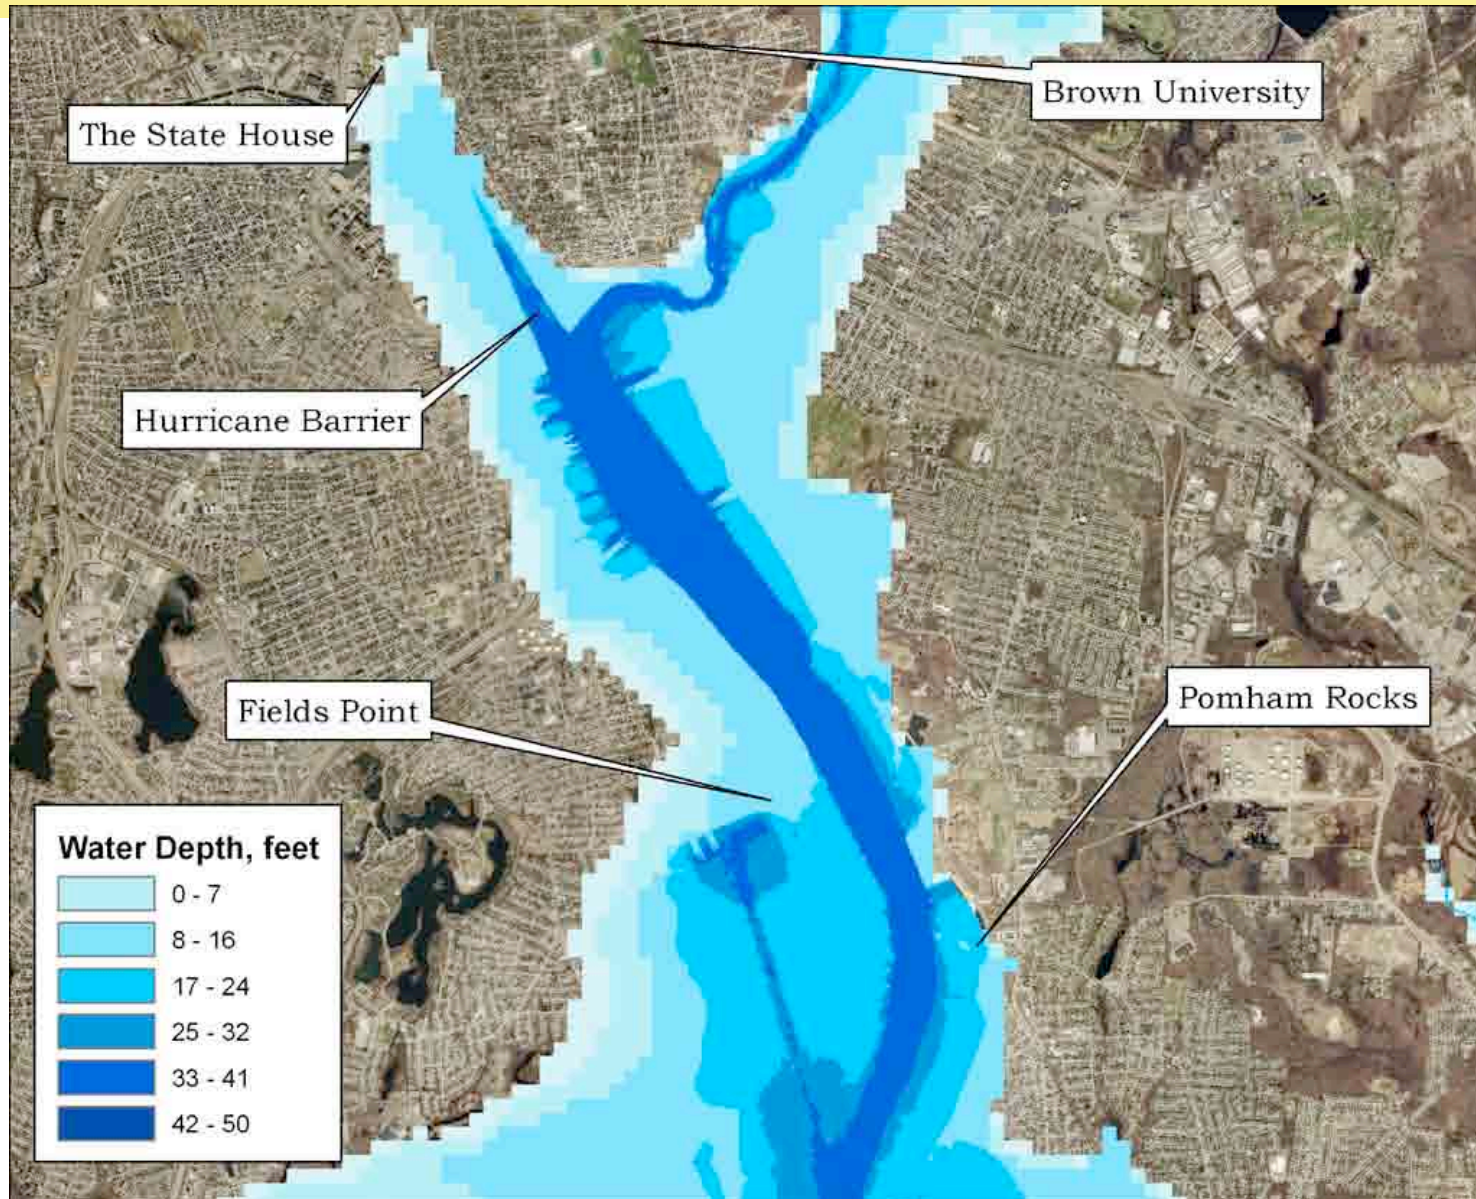 Brown University
The State House
Hurricane Barrier
Pomham Rocks
Fields Point
Water Depth, feet
0 - 7
8 - 16
17 - 24
25 - 32
33 - 41
42 - 50